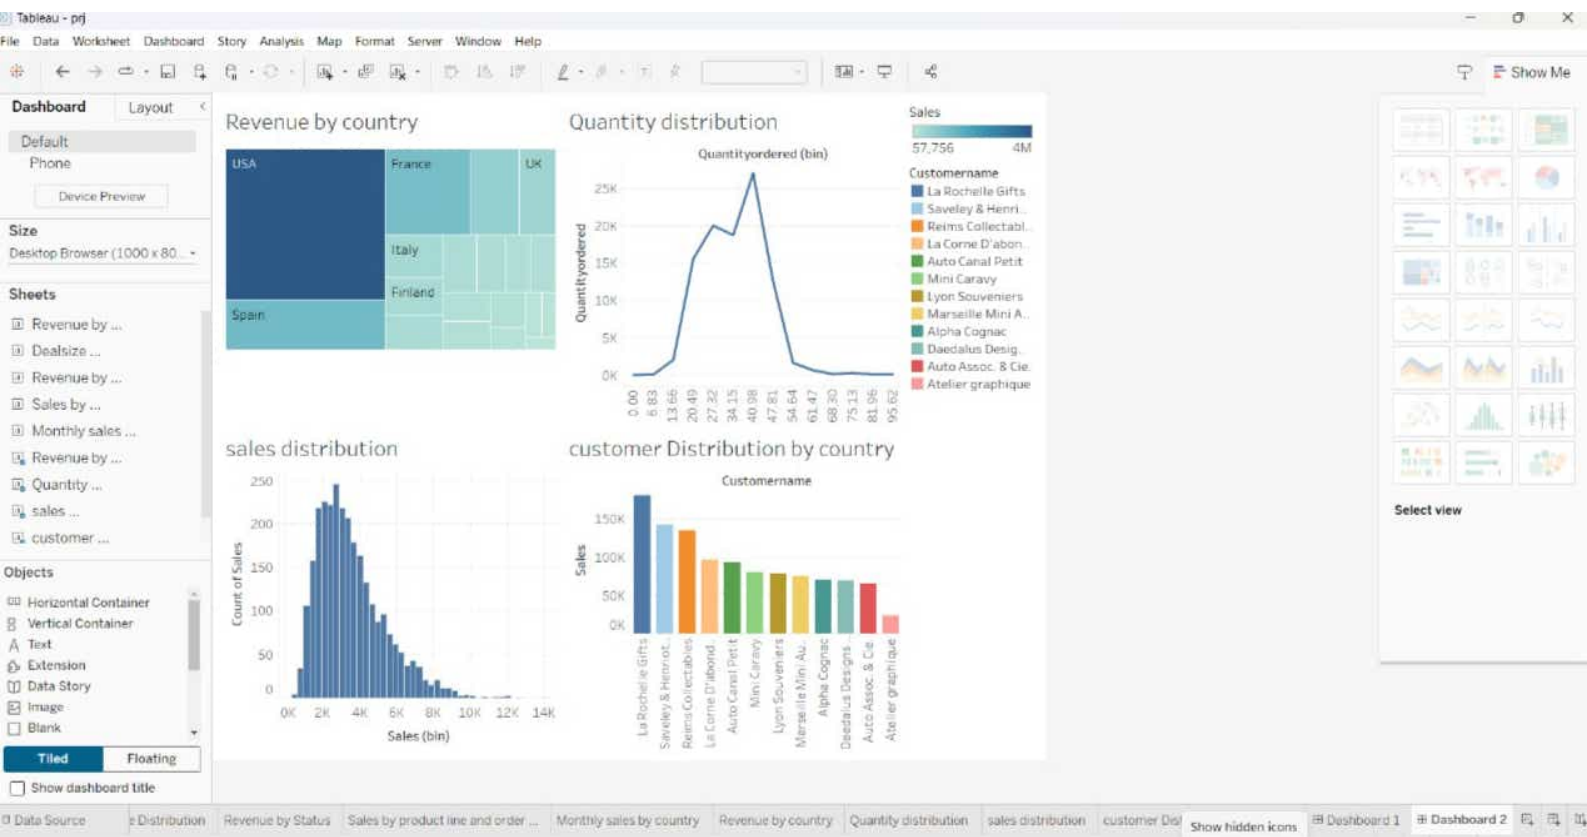 Tableau - prj
File Data Worksheet Dashboard Story Analysis Map Format Server Window Help
Show Me
Dashboard Layout
Default
Phone
Device Preview
Size
Desktop Browser (1000 x 80...
Sheets
Revenue by ...
Dealsize ...
Revenue by ...
Sales by ...
Monthly sales ...
Revenue by ...
Quantity ...
sales ...
customer ...
Objects
Horizontal Container
Vertical Container
Text
Extension
Data Story
Image
Blank
Tiled Floating
Show dashboard title
Revenue by country
USA
France
UK
Italy
Finland
Spain
Quantity distribution
Quantityordered (bin)
Quantityordered
25K
20K
15K
10K
5K
0K
0.00 6.83 13.66 20.49 27.32 34.15 40.98 47.81 54.64 61.47 68.30 75.13 81.96 95.62
Sales
57,756 4M
Customername
La Rochelle Gifts
Saveley & Henri..
Reims Collectabl..
La Corne D'abon..
Auto Canal Petit
Mini Caravy
Lyon Souveniers
Marseille Mini A..
Alpha Cognac
Daedalus Desig..
Auto Assoc. & Cie.
Atelier graphique
sales distribution
Count of Sales
250
200
150
100
50
0
0K 2K 4K 6K 8K 10K 12K 14K
Sales (bin)
customer Distribution by country
Customername
Sales
150K
100K
50K
0K
La Rochelle Gifts
Saveley & Henriot..
Reims Collectables
La Corne D'abond..
Auto Canal Petit
Mini Caravy
Lyon Souveniers
Marseille Mini Au..
Alpha Cognac
Daedalus Designs ..
Auto Assoc. & Cie.
Atelier graphique
Select view
Data Source e Distribution Revenue by Status Sales by product line and order ... Monthly sales by country Revenue by country Quantity distribution sales distribution customer Dis Show hidden icons Dashboard 1 Dashboard 2